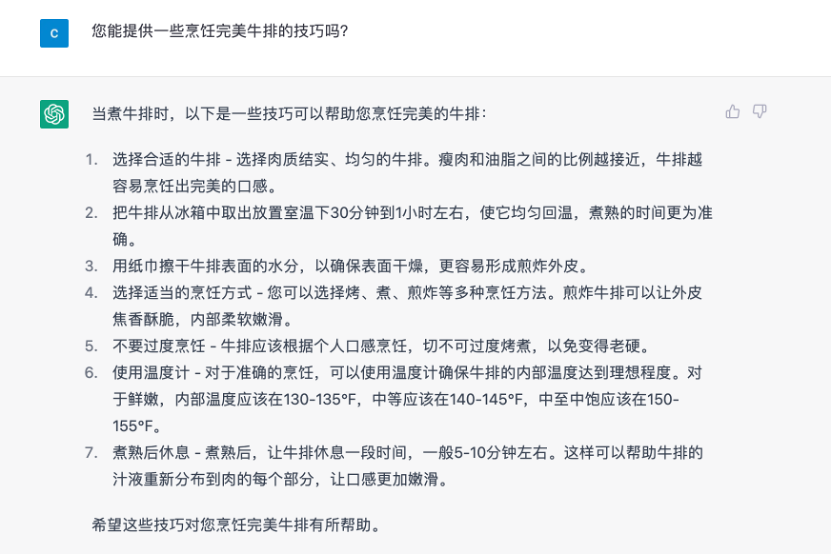 C 您能提供一些烹饪完美牛排的技巧吗?
当煮牛排时，以下是一些技巧可以帮助您烹饪完美的牛排：
1. 选择合适的牛排 - 选择肉质结实、均匀的牛排。瘦肉和油脂之间的比例越接近，牛排越
容易烹饪出完美的口感。
2. 把牛排从冰箱中取出放置室温下30分钟到1小时左右，使它均匀回温，煮熟的时间更为准
确。
3. 用纸巾擦干牛排表面的水分，以确保表面干燥，更容易形成煎炸外皮。
4. 选择适当的烹饪方式 - 您可以选择烤、煮、煎炸等多种烹饪方法。煎炸牛排可以让外皮
焦香酥脆，内部柔软嫩滑。
5. 不要过度烹饪 - 牛排应该根据个人口感烹饪，切不可过度烤煮，以免变得老硬。
6. 使用温度计 - 对于准确的烹饪，可以使用温度计确保牛排的内部温度达到理想程度。对
于鲜嫩，内部温度应该在130-135°F，中等应该在140-145°F，中至中饱应该在150-
155°F。
7. 煮熟后休息 - 煮熟后，让牛排休息一段时间，一般5-10分钟左右。这样可以帮助牛排的
汁液重新分布到肉的每个部分，让口感更加嫩滑。
希望这些技巧对您烹饪完美牛排有所帮助。